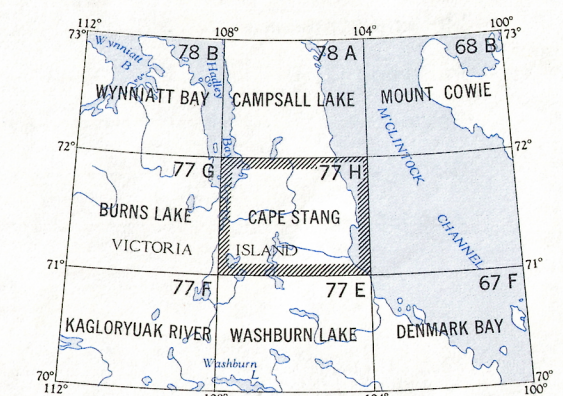 112° 108° 104° 100°
73° 73°
78 B 78 A 68 B
Wynniatt
B
Hadley
Bay
WYNNIATT BAY CAMPSALL LAKE MOUNT COWIE
M'CLINTOCK
CHANNEL
72° 72°
77 G 77 H
BURNS LAKE CAPE STANG
VICTORIA ISLAND
71° 71°
77 F 77 E 67 F
KAGLORYUAK RIVER WASHBURN LAKE DENMARK BAY
Washburn
L
70° 70°
112° 108° 104° 100°